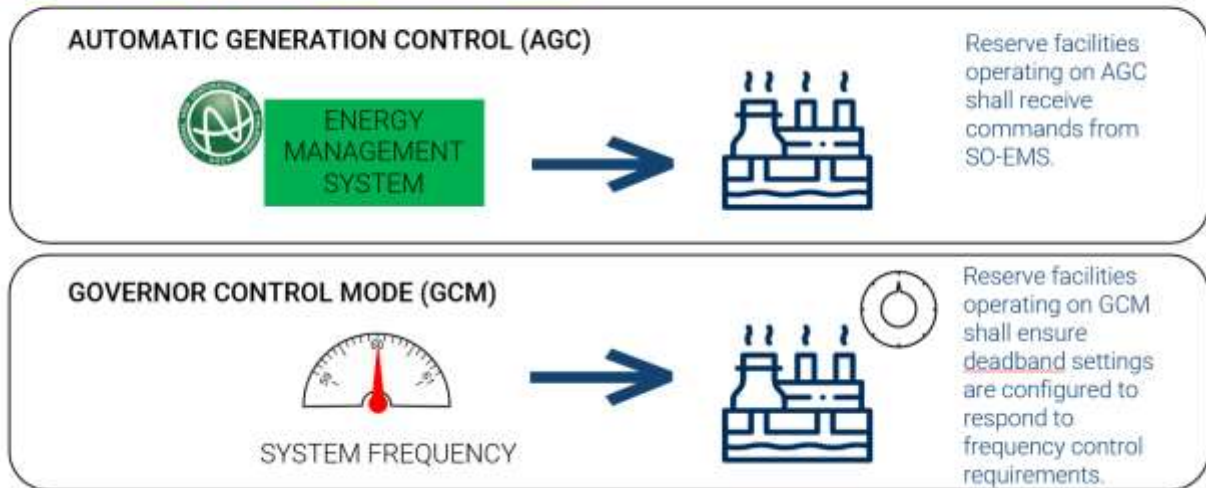 AUTOMATIC GENERATION CONTROL (AGC)
ENERGY
MANAGEMENT
SYSTEM
Reserve facilities
operating on AGC
shall receive
commands from
SO-EMS.
GOVERNOR CONTROL MODE (GCM)
59
60
61
SYSTEM FREQUENCY
Reserve facilities
operating on GCM
shall ensure
deadband settings
are configured to
respond to
frequency control
requirements.